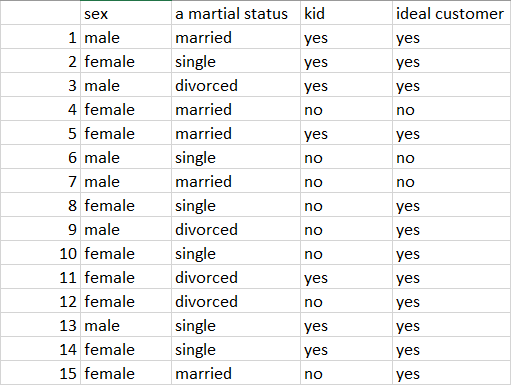 sex a martial status kid ideal customer
1 male married yes yes
2 female single yes yes
3 male divorced yes yes
4 female married no no
5 female married yes yes
6 male single no no
7 male married no no
8 female single no yes
9 male divorced no yes
10 female single no yes
11 female divorced yes yes
12 female divorced no yes
13 male single yes yes
14 female single yes yes
15 female married no yes